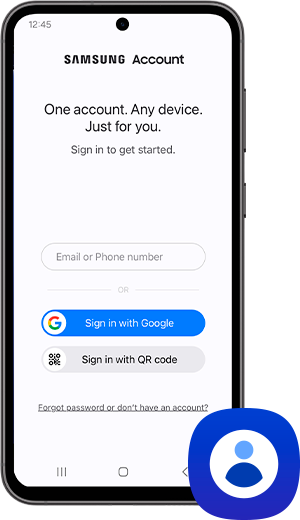 12:45
SAMSUNG Account
One account. Any device.
Just for you.
Sign in to get started.
Email or Phone number
OR
Sign in with Google
Sign in with QR code
Forgot password or don't have an account?